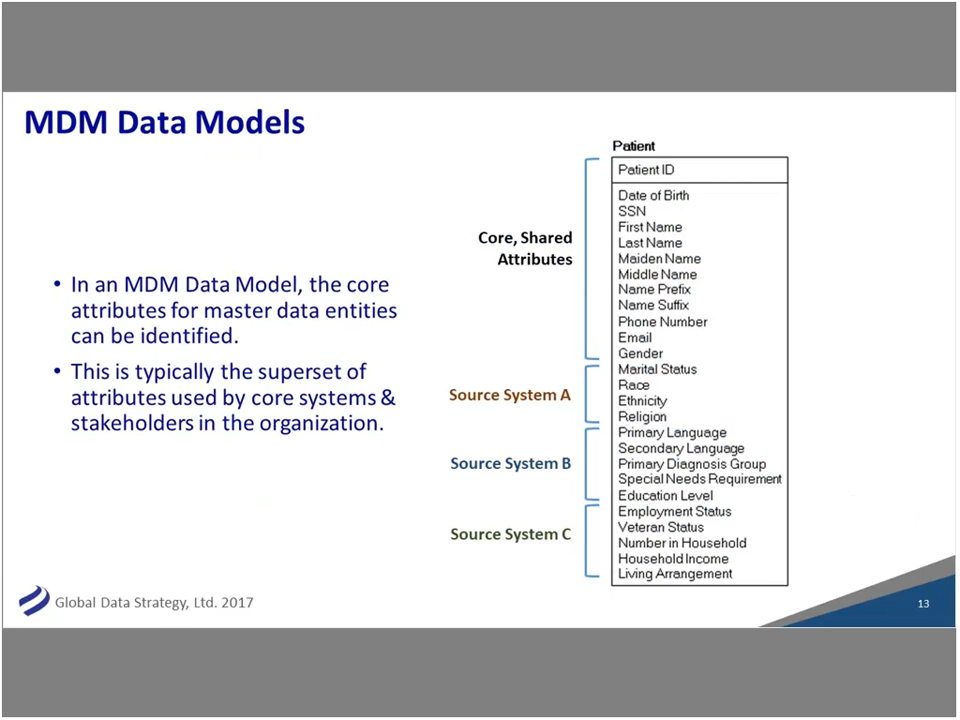 MDM Data Models
• In an MDM Data Model, the core
attributes for master data entities
can be identified.
• This is typically the superset of
attributes used by core systems &
stakeholders in the organization.
Core, Shared
Attributes
Source System A
Source System B
Source System C
Patient
Patient ID
Date of Birth
SSN
First Name
Last Name
Maiden Name
Middle Name
Name Prefix
Name Suffix
Phone Number
Email
Gender
Marital Status
Race
Ethnicity
Religion
Primary Language
Secondary Language
Primary Diagnosis Group
Special Needs Requirement
Education Level
Employment Status
Veteran Status
Number in Household
Household Income
Living Arrangement
Global Data Strategy, Ltd. 2017
13